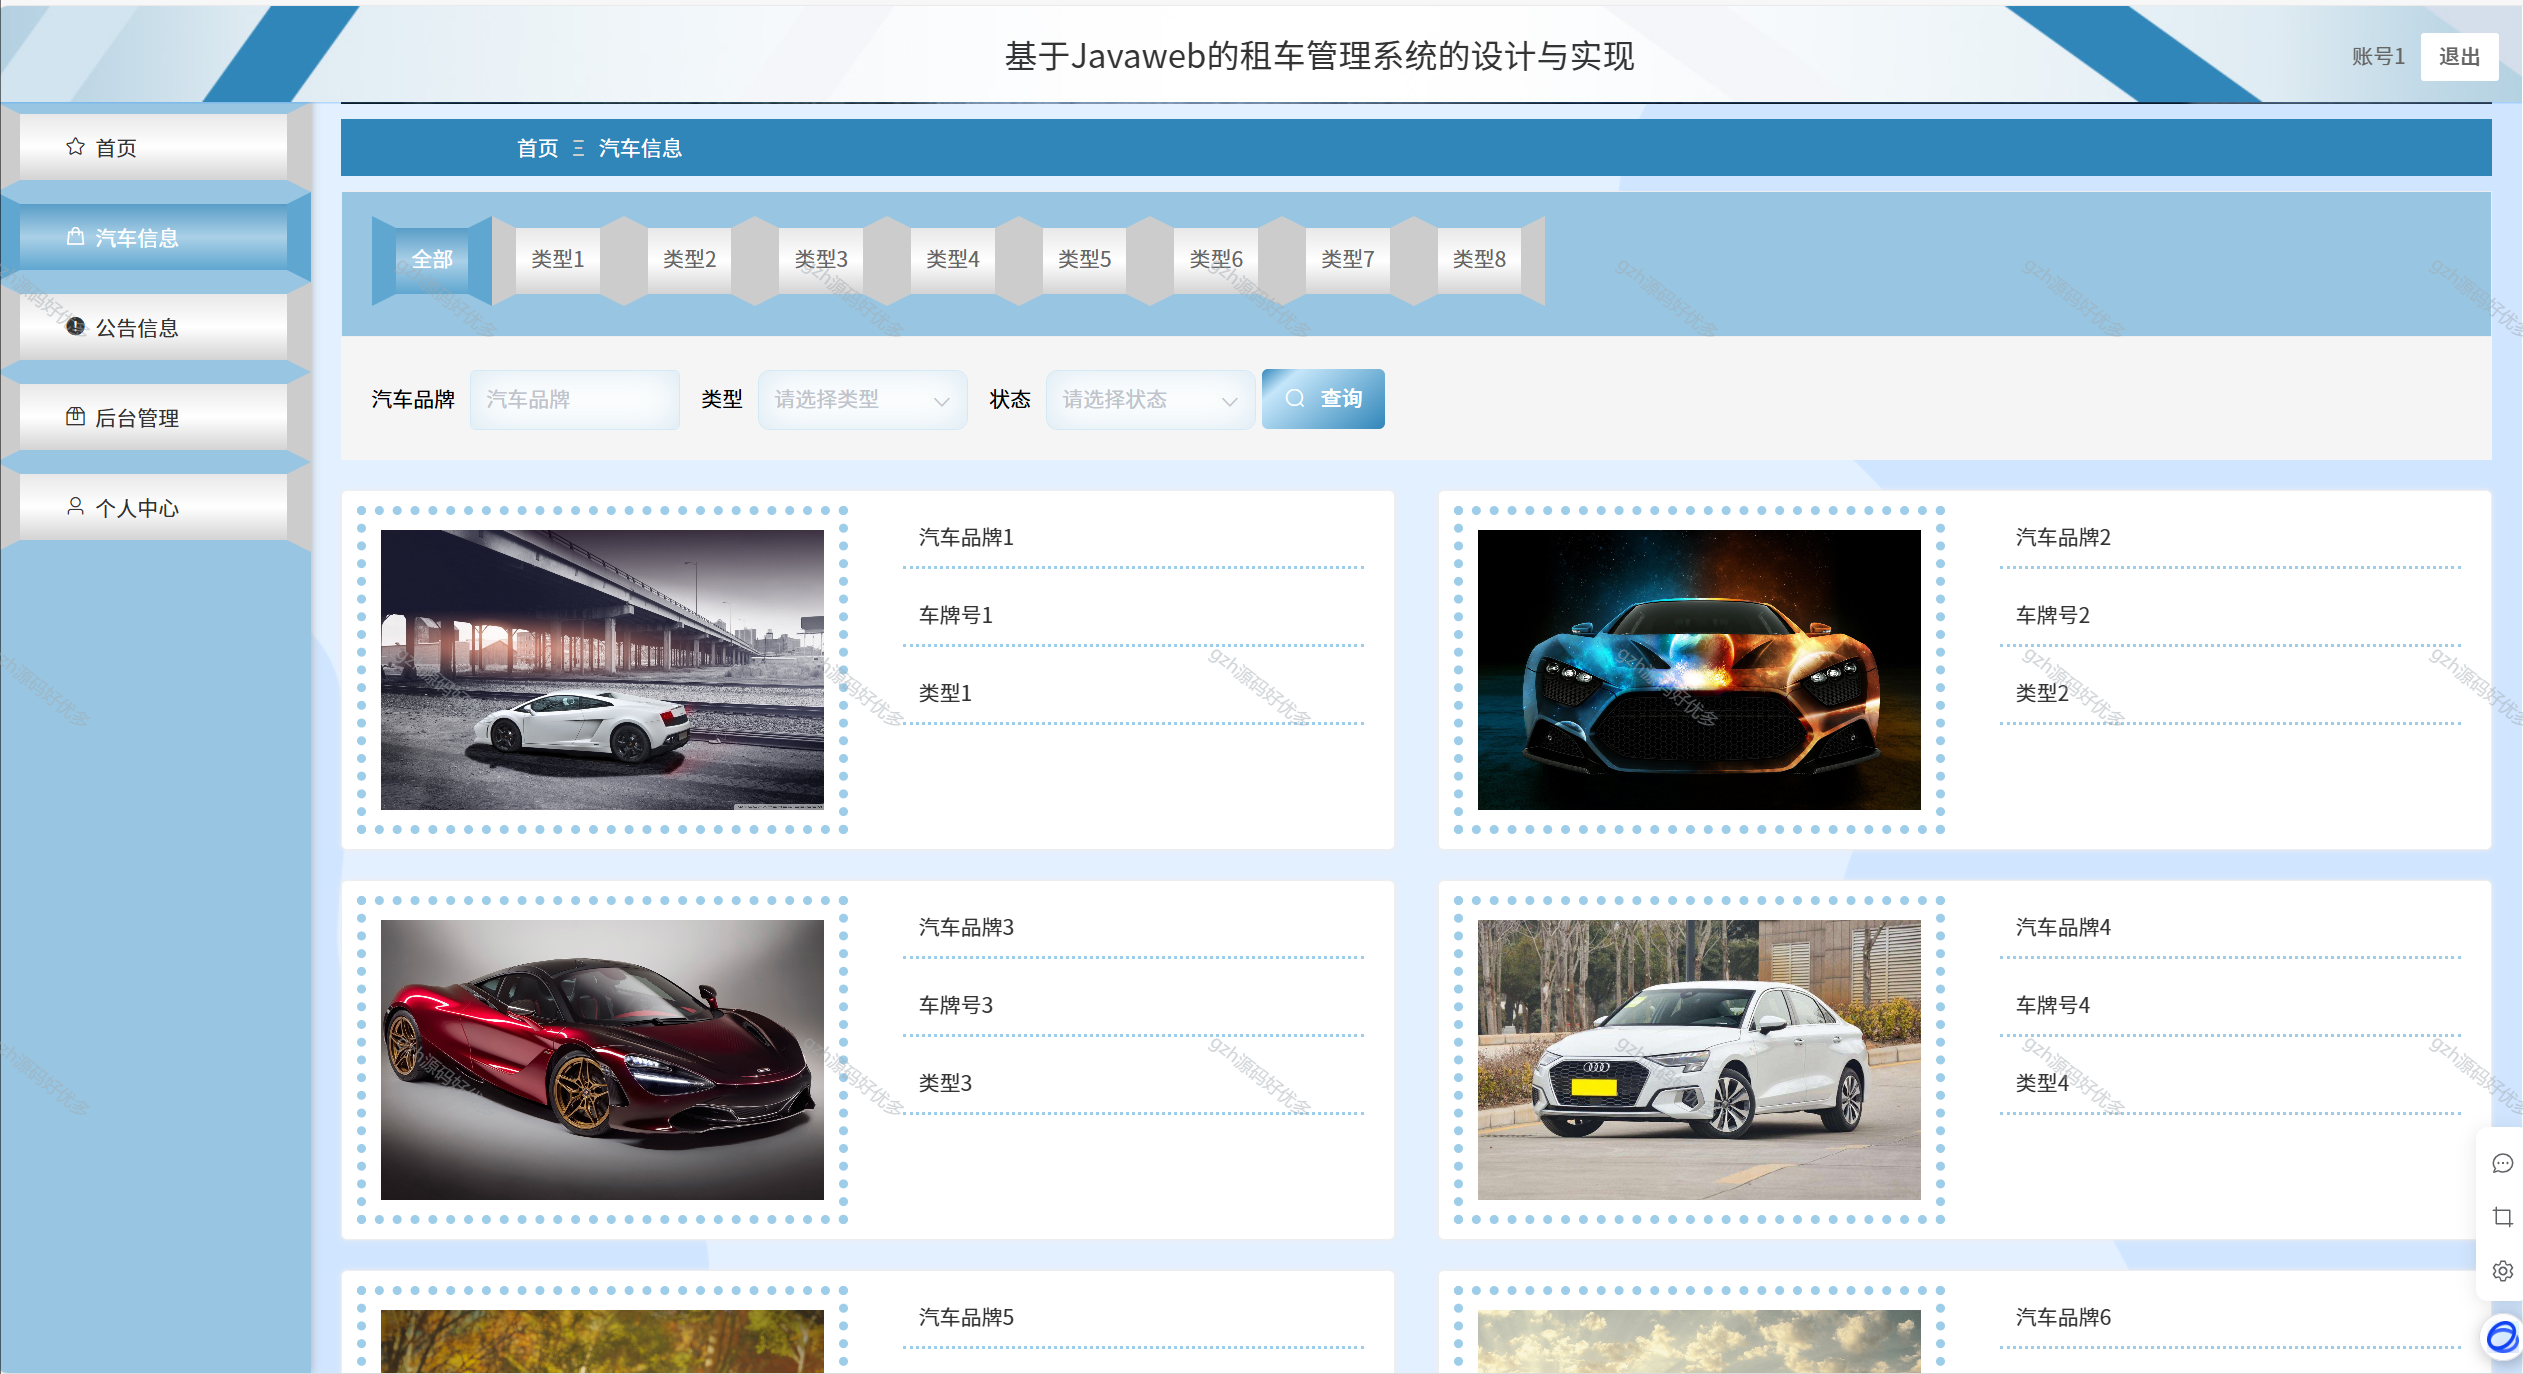 基于Javaweb的租车管理系统的设计与实现
账号1
退出
首页
汽车信息
公告信息
后台管理
个人中心
首页 Ξ 汽车信息
全部 类型1 类型2 类型3 类型4 类型5 类型6 类型7 类型8
汽车品牌 汽车品牌 类型 请选择类型 状态 请选择状态 查询
汽车品牌1
车牌号1
类型1
汽车品牌2
车牌号2
类型2
汽车品牌3
车牌号3
类型3
汽车品牌4
车牌号4
类型4
汽车品牌5
汽车品牌6
gzh源码好优多